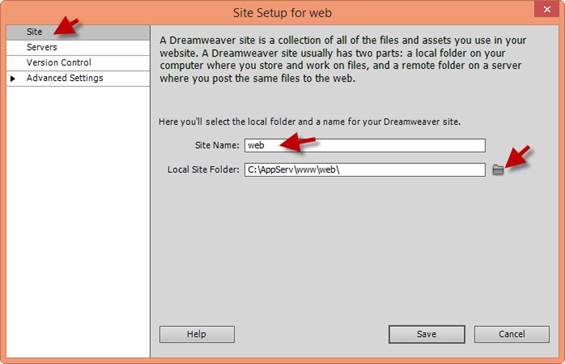 Site Setup for web
Site
Servers
Version Control
Advanced Settings
A Dreamweaver site is a collection of all of the files and assets you use in your
website. A Dreamweaver site usually has two parts: a local folder on your
computer where you store and work on files, and a remote folder on a server
where you post the same files to the web.
Here you'll select the local folder and a name for your Dreamweaver site.
Site Name: web
Local Site Folder: C:\AppServ\www\web\
Help Save Cancel